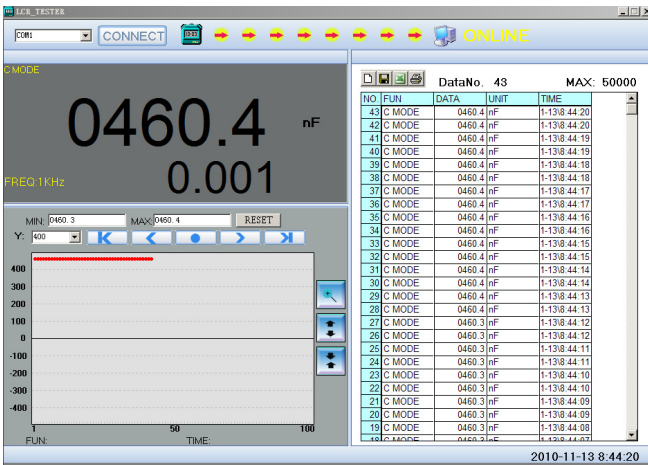 LCR_TESTER
COM1 CONNECT ONLINE
C MODE
0460.4 nF
FREQ:1KHz 0.001
MIN: 0460.3 MAX: 0460.4 RESET
Y: 400
400
300
200
100
0
-100
-200
-300
-400
1 50 100
FUN: TIME:
DataNo. 43 MAX: 50000
NO. FUN DATA UNIT TIME
43 C MODE 0460.4 nF 1-13\8:44:20
42 C MODE 0460.4 nF 1-13\8:44:20
41 C MODE 0460.4 nF 1-13\8:44:19
40 C MODE 0460.4 nF 1-13\8:44:19
39 C MODE 0460.4 nF 1-13\8:44:18
38 C MODE 0460.4 nF 1-13\8:44:18
37 C MODE 0460.4 nF 1-13\8:44:17
36 C MODE 0460.4 nF 1-13\8:44:17
35 C MODE 0460.4 nF 1-13\8:44:16
34 C MODE 0460.4 nF 1-13\8:44:16
33 C MODE 0460.4 nF 1-13\8:44:15
32 C MODE 0460.4 nF 1-13\8:44:15
31 C MODE 0460.4 nF 1-13\8:44:14
30 C MODE 0460.4 nF 1-13\8:44:14
29 C MODE 0460.4 nF 1-13\8:44:13
28 C MODE 0460.4 nF 1-13\8:44:13
27 C MODE 0460.3 nF 1-13\8:44:12
26 C MODE 0460.3 nF 1-13\8:44:12
25 C MODE 0460.3 nF 1-13\8:44:11
24 C MODE 0460.3 nF 1-13\8:44:11
23 C MODE 0460.3 nF 1-13\8:44:10
22 C MODE 0460.3 nF 1-13\8:44:10
21 C MODE 0460.3 nF 1-13\8:44:09
20 C MODE 0460.3 nF 1-13\8:44:09
19 C MODE 0460.3 nF 1-13\8:44:08
18 C MODE 0460.3 nF 1-13\8:44:07
2010-11-13 8:44:20